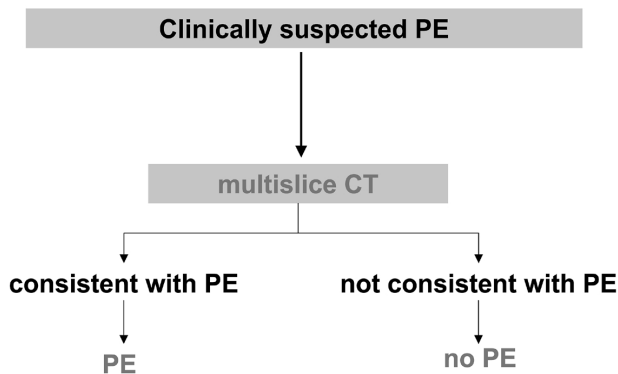 Clinically suspected PE
multislice CT
consistent with PE
not consistent with PE
PE
no PE